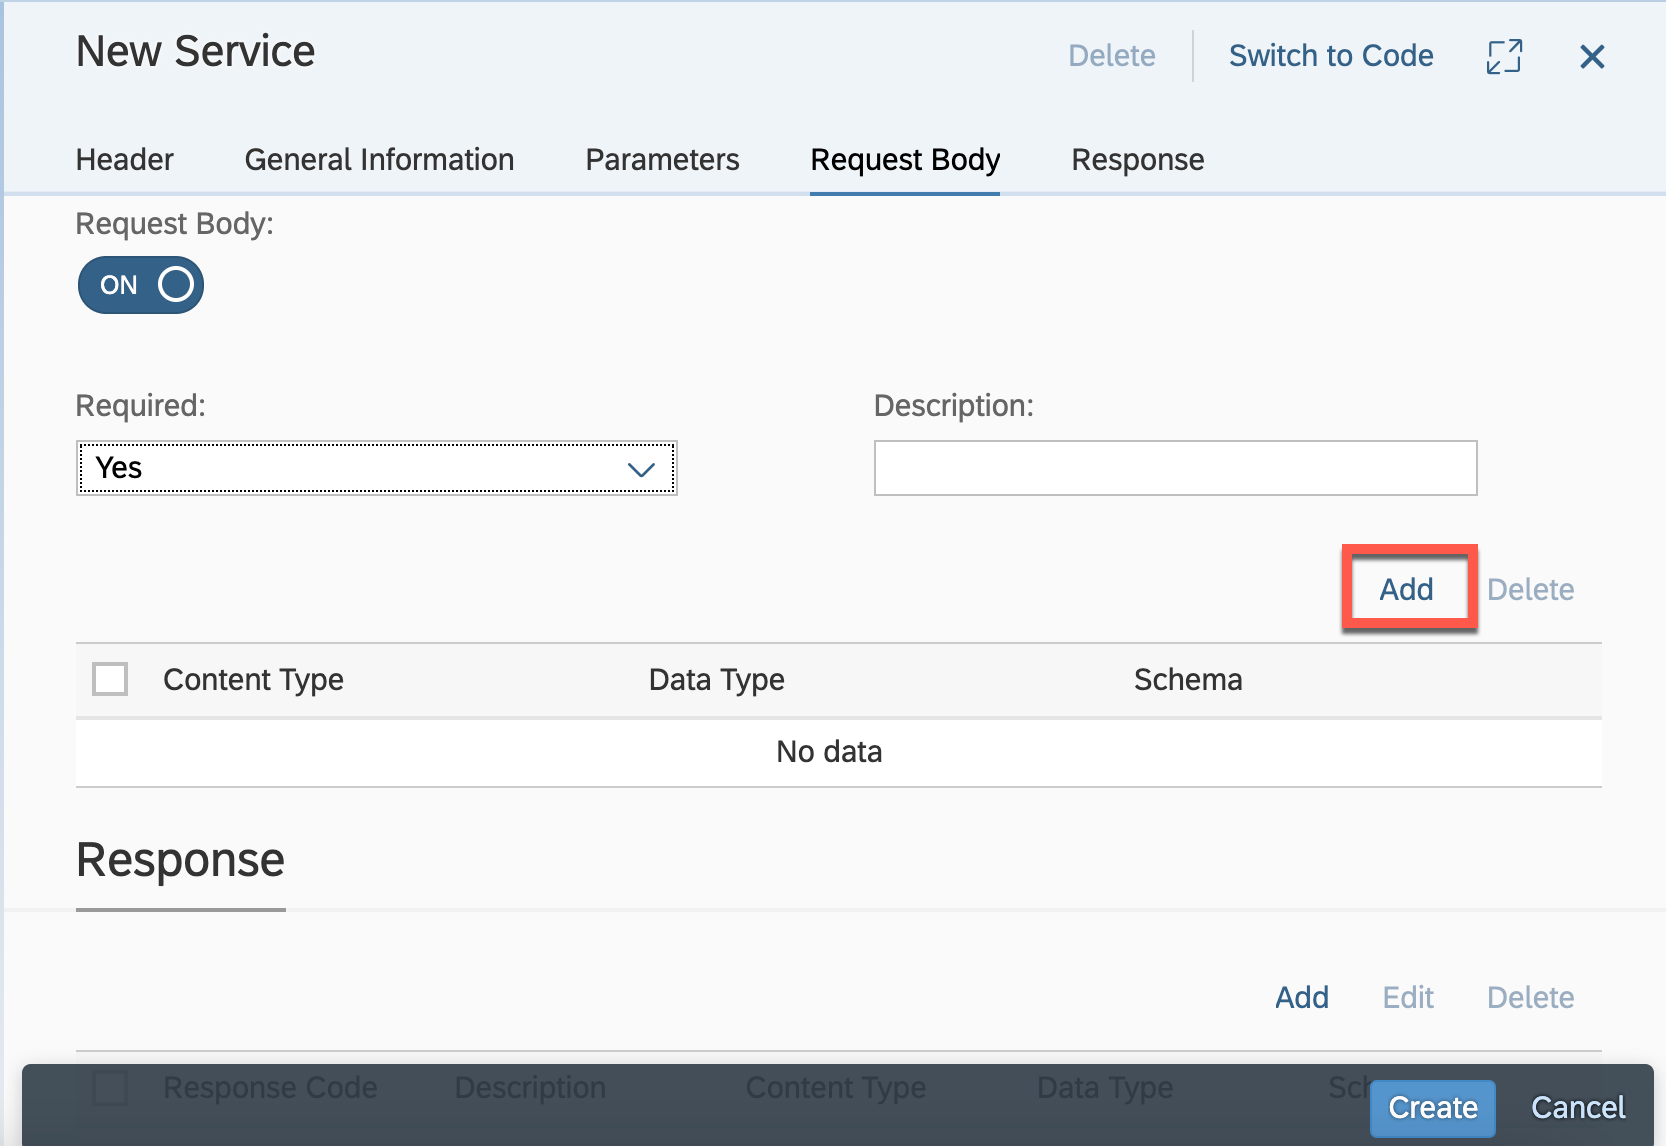 New Service
Delete Switch to Code
Header General Information Parameters Request Body Response
Request Body:
ON
Required: Description:
Yes
Add Delete
Content Type Data Type Schema
No data
Response
Add Edit Delete
Response Code Description Content Type Data Type
Create Cancel